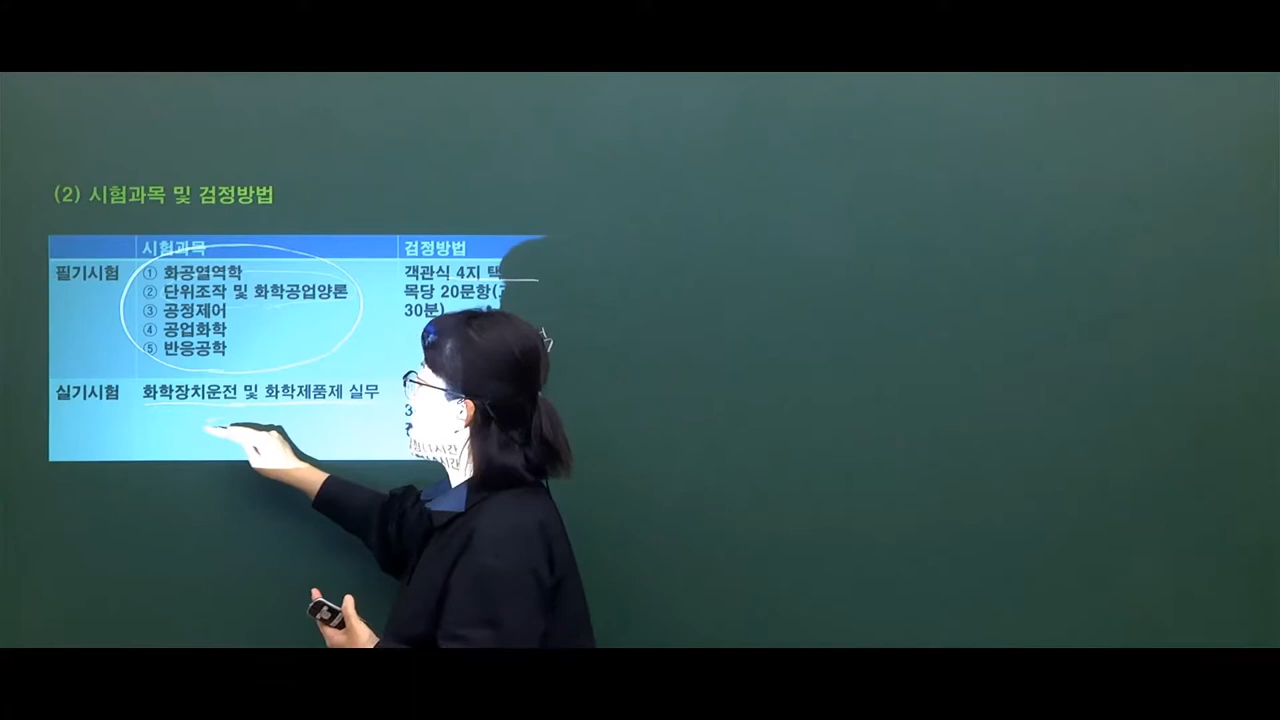 (2) 시험과목 및 검정방법
시험과목 검정방법
필기시험
① 화공열역학
② 단위조작 및 화학공업양론
③ 공정제어
④ 공업화학
⑤ 반응공학
객관식 4지
목당 20문항
30분)
실기시험 화학장치운전 및 화학제품제 실무